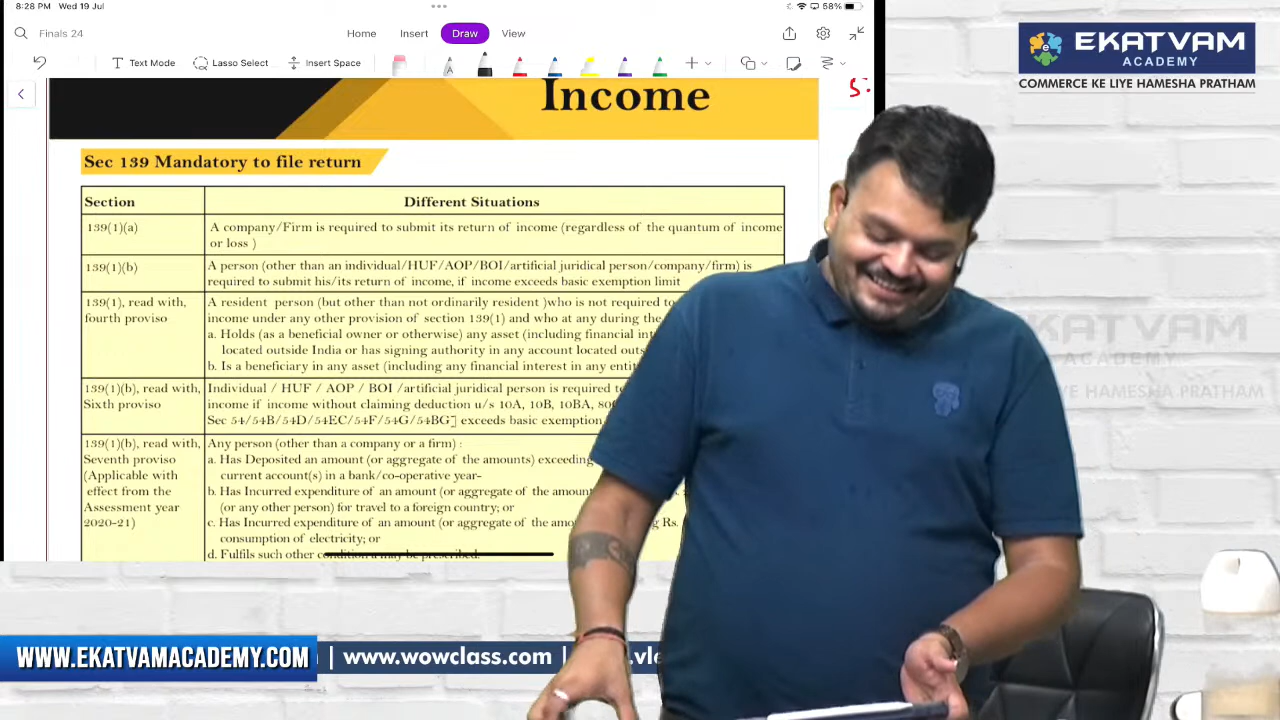 8:28 PM Wed 19 Jul
58%
Finals 24
Home Insert Draw View
Text Mode
Lasso Select
Insert Space
EKATVAM
ACADEMY
COMMERCE KE LIYE HAMESHA PRATHAM
Income
Sec 139 Mandatory to file return
Section
Different Situations
139(1)(a)
A company/Firm is required to submit its return of income (regardless of the quantum of income
or loss )
139(1)(b)
A person (other than an individual/HUF/AOP/BOI/artificial juridical person/company/firm) is
required to submit his/its return of income, if income exceeds basic exemption limit
139(1), read with,
fourth proviso
A resident person (but other than not ordinarily resident )who is not required to
income under any other provision of section 139(1) and who at any during the
a. Holds (as a beneficial owner or otherwise) any asset (including financial
located outside India or has signing authority in any account located
b. Is a beneficiary in any asset (including any financial interest in any
139(1)(b), read with,
Sixth proviso
Individual / HUF / AOP / BOI /artificial juridical person is required
income if income without claiming deduction u/s 10A, 10B, 10BA,
Sec 54/54B/54D/54EC/54F/54G/54BG] exceeds basic exemption
139(1)(b), read with,
Seventh proviso
(Applicable with
effect from the
Assessment year
2020-21)
Any person (other than a company or a firm) :
a. Has Deposited an amount (or aggregate of the amounts) exceeding
current account(s) in a bank/co-operative year-
b. Has Incurred expenditure of an amount (or aggregate of the
(or any other person) for travel to a foreign country; or
c. Has Incurred expenditure of an amount (or aggregate of the Rs.
consumption of electricity; or
d. Fulfils such other condition a may be prescribed.
EKATVAM
ACADEMY
HAMESHA PRATHAM
WWW.EKATVAMACADEMY.COM
| www.wowclass.com |